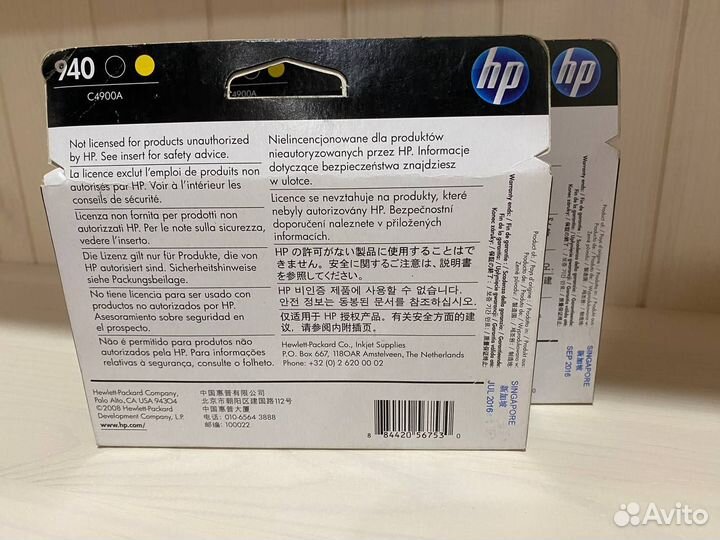 940
C4900A
C4900A
hp
hp
Not licensed for products unauthorized
by HP. See insert for safety advice.
La licence exclut l'emploi de produits non
autorisés par HP. Voir à l'intérieur les
conseils de sécurité.
Licenza non fornita per prodotti non
autorizzati HP. Per le note sulla sicurezza,
vedere l'inserto.
Die Lizenz gilt nur für Produkte, die von
HP autorisiert sind. Sicherheitshinweise
siehe Packungsbeilage.
No tiene licencia para ser usado con
productos no autorizados por HP.
Asesoramiento sobre seguridad en
el prospecto.
Não é permitido para produtos não
autorizados pela HP. Para informações
relativas à segurança, consulte o encarte.
Nielincencjonowane dla produktów
nieautoryzowanych przez HP. Informacje
dotyczące bezpieczeństwa znajdziesz
w ulotce.
Licence se nevztahuje na produkty, které
nebyly autorizovány HP. Bezpečnostní
doporučení naleznete v přiložených
informacích.
HP の許可がない製品に使用することはで
きません。安全に関するご注意は、説明書
を参照してください。
HP 비인증 제품에 사용할 수 없습니다.
안전 정보는 동봉된 문서를 참조하십시오.
仅适用于 HP 授权产品。有关安全方面的建
议，请参阅内附插页。
Hewlett-Packard Co., Inkjet Supplies
P.O. Box 667, 1180AR Amstelveen, The Netherlands
Phone: +32 (0) 2 620 00 02
Hewlett-Packard Company,
Palo Alto, CA USA 94304
©2008 Hewlett-Packard
Development Company, L.P.
www.hp.com/
中国惠普有限公司
北京市朝阳区建国路112号
中国惠普大厦
电话: 010-6564 3888
邮编: 100022
8 84420 56753 0
Warranty ends: / Fin de garantie:
SINGAPORE
新加坡
JUL 2016
SINGAPORE
新加坡
SEP 2016
Avito